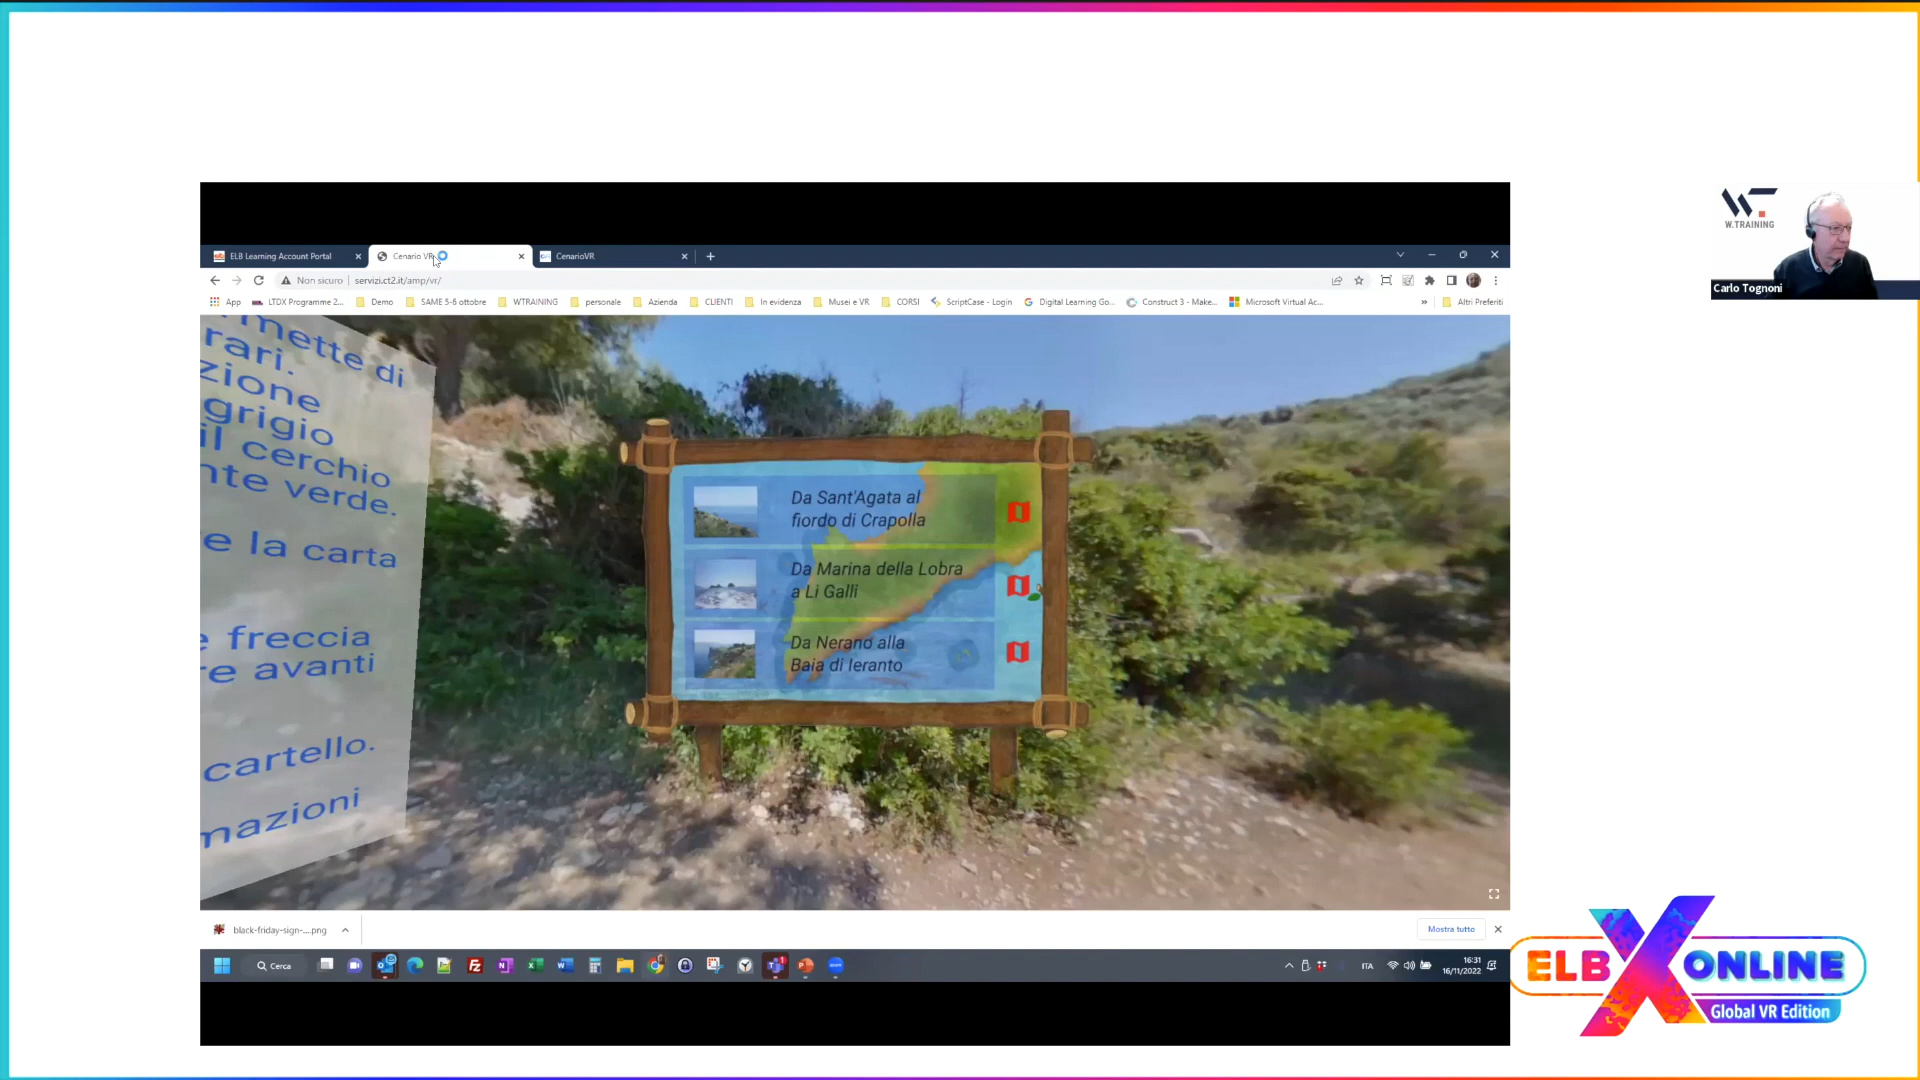 ELB Learning Account Portal
Cenario VR
CenarioVR
Non sicuro
servizi.ct2.it/amp/vr/
App
LTDX Programme 2...
Demo
SAME 5-6 ottobre
WTRAINING
personale
Azienda
CLIENTI
In evidenza
Musei e VR
CORSI
ScriptCase - Login
Digital Learning Go...
Construct 3 - Make...
Microsoft Virtual Ac...
»
Altri Preferiti
W.TRAINING
Carlo Tognoni
mette di
rari.
zione
grigio
il cerchio
nte verde.
e la carta
e freccia
re avanti
cartello.
mazioni
Da Sant'Agata al
fiordo di Crapolla
Da Marina della Lobra
a Li Galli
Da Nerano alla
Baia di Ieranto
black-friday-sign-....png
Mostra tutto
Cerca
ITA
16:31
16/11/2022
ELB X ONLINE
Global VR Edition